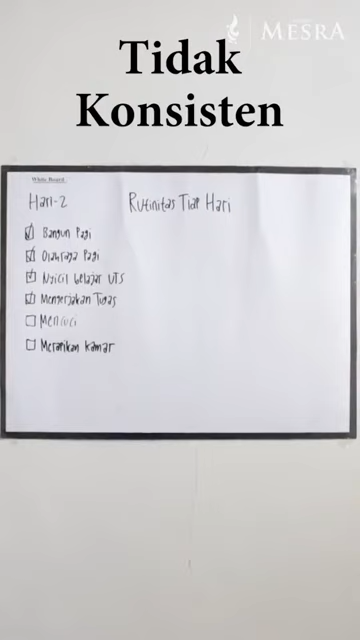 MESRA
Tidak
Konsisten
White Board
Hari-2
Rutinitas Tiap Hari
Bangun Pagi
Olahraga Pagi
Nyicil belajar UTS
Mengerjakan Tugas
Mencuci
Merapikan kamar